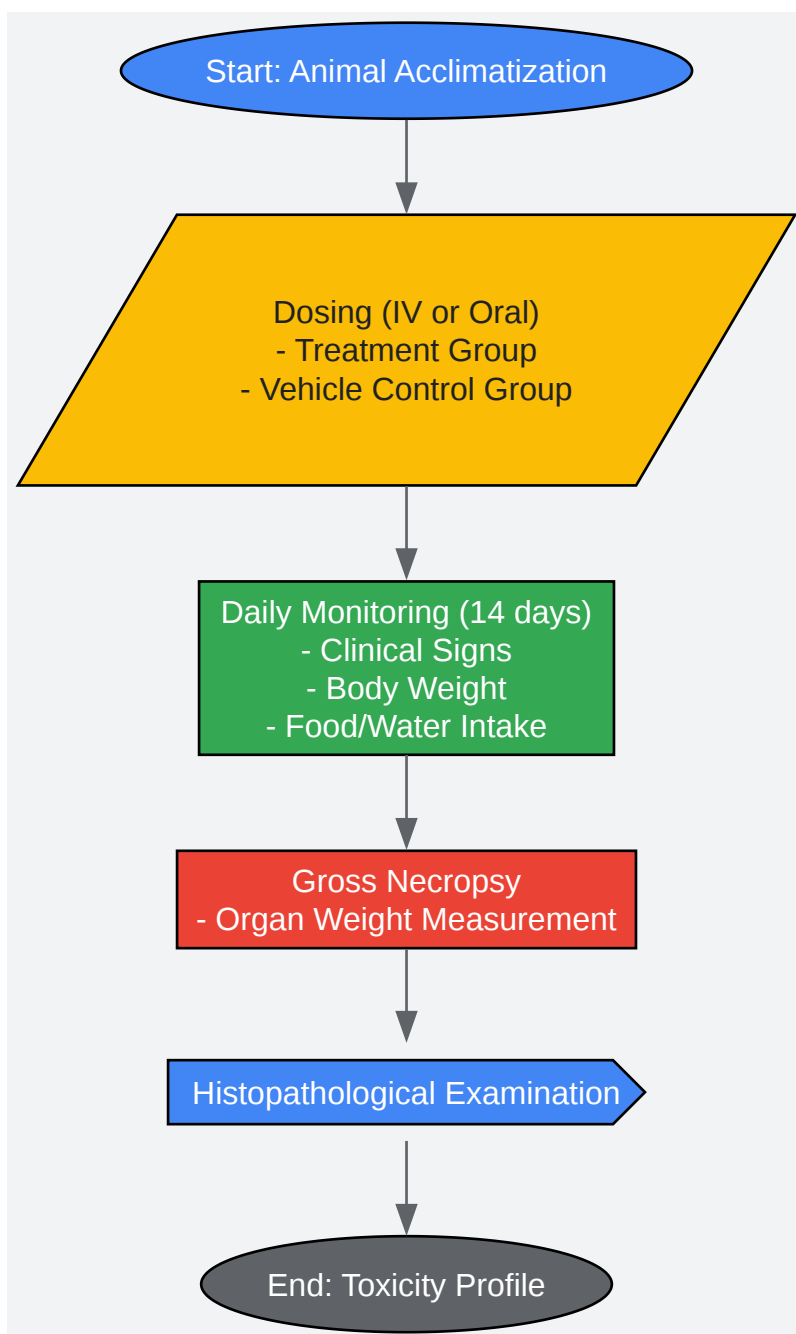 Start: Animal Acclimatization
Dosing (IV or Oral)
- Treatment Group
- Vehicle Control Group
Daily Monitoring (14 days)
- Clinical Signs
- Body Weight
- Food/Water Intake
Gross Necropsy
- Organ Weight Measurement
Histopathological Examination
End: Toxicity Profile